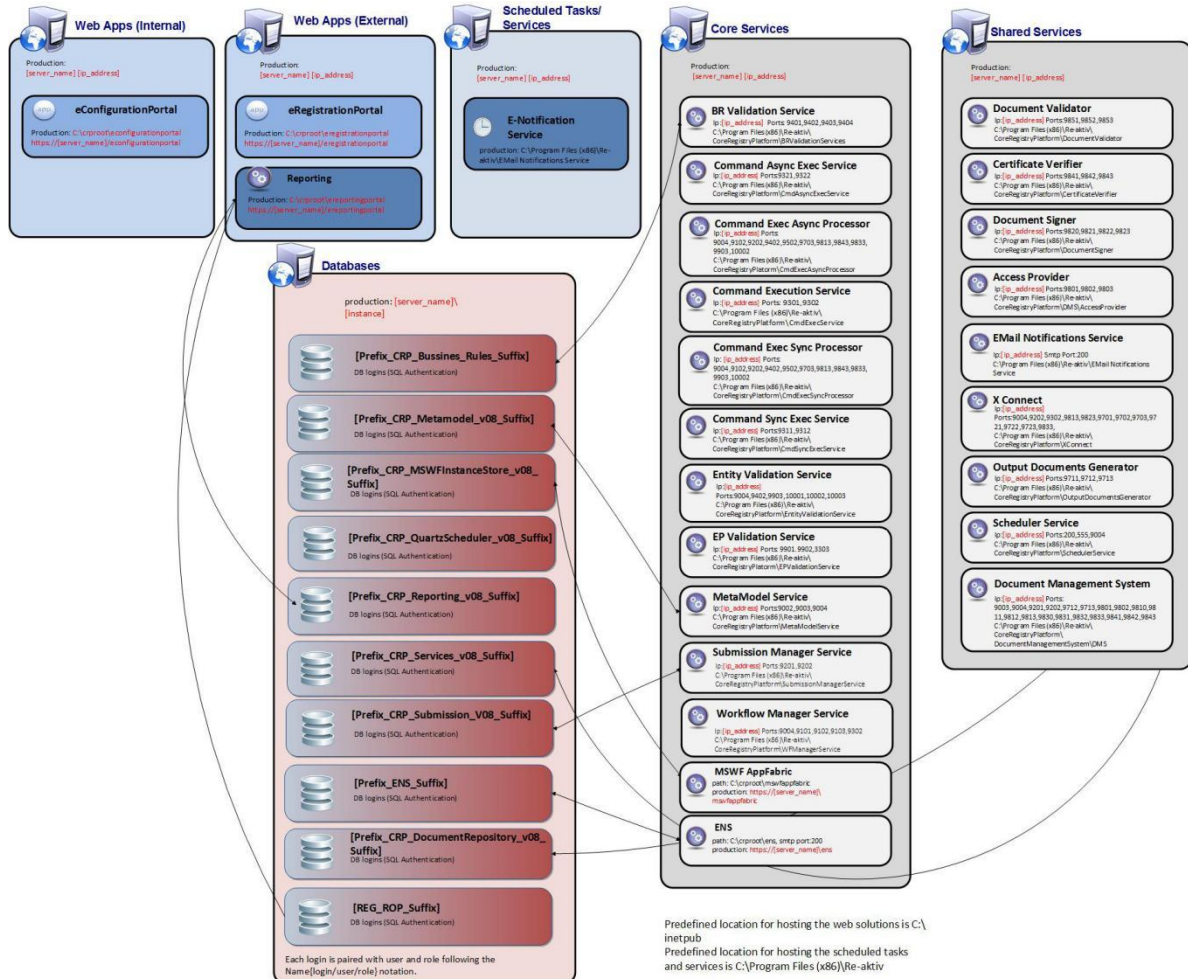 Web Apps (Internal)
Production:
[server_name] [ip_address]
app
eConfigurationPortal
Production: C:\crproot\econfigurationportal
https://[server_name]/econfigurationportal
Web Apps (External)
Production:
[server_name] [ip_address]
app
eRegistrationPortal
Production: C:\crproot\eregistrationportal
https://[server_name]/eregistrationportal
Reporting
Production: C:\crproot\ereportingportal
https://[server_name]/ereportingportal
Scheduled Tasks/
Services
Production:
[server_name] [ip_address]
E-Notification
Service
production: C:\Program Files (x86)\Re-
aktiv\EMail Notifications Service
Databases
production: [server_name]\
[instance]
[Prefix_CRP_Bussines_Rules_Suffix]
DB logins (SQL Authentication)
[Prefix_CRP_Metamodel_v08_Suffix]
DB logins (SQL Authentication)
[Prefix_CRP_MSWFInstanceStore_v08_
Suffix]
DB logins (SQL Authentication)
[Prefix_CRP_QuartzScheduler_v08_Suffix]
DB logins (SQL Authentication)
[Prefix_CRP_Reporting_v08_Suffix]
DB logins (SQL Authentication)
[Prefix_CRP_Services_v08_Suffix]
DB logins (SQL Authentication)
[Prefix_CRP_Submission_V08_Suffix]
DB logins (SQL Authentication)
[Prefix_ENS_Suffix]
DB logins (SQL Authentication)
[Prefix_CRP_DocumentRepository_v08_
Suffix]
DB logins (SQL Authentication)
[REG_ROP_Suffix]
DB logins (SQL Authentication)
Each login is paired with user and role following the
Name{login/user/role} notation.
Core Services
Production:
[server_name] [ip_address]
BR Validation Service
Ip:[ip_address] Ports 9401,9402,9403,9404
C:\Program Files (x86)\Re-aktiv\
CoreRegistryPlatform\BRValidationServices
Command Async Exec Service
Ip:[ip_address] Ports:9321,9322
C:\Program Files (x86)\Re-aktiv\
CoreRegistryPlatform\CmdAsyncExecService
Command Exec Async Processor
Ip:[ip_address] Ports:
9004,9102,9202,9402,9502,9703,9813,9843,9833,
9903,10002
C:\Program Files (x86)\Re-aktiv\
CoreRegistryPlatorm\CmdExecAsyncProcessor
Command Execution Service
Ip:[ip_address] Ports: 9301,9302
C:\Program Files (x86)\Re-aktiv\
CoreRegistryPlatform\CmdExecService
Command Exec Sync Processor
Ip:[ip_address] Ports:
9004,9102,9202,9402,9502,9703,9813,9843,9833,
9903,10002
C:\Program Files (x86)\Re-aktiv\
CoreRegistryPlatform\CmdExecSyncProcessor
Command Sync Exec Service
Ip:[ip_address] Ports:9311,9312
C:\Program Files (x86)\Re-aktiv\
CoreRegistryPlatform\CmdSyncExecService
Entity Validation Service
Ip:[ip_address]
Ports:9004,9402,9903,10001,10002,10003
C:\Program Files (x86)\Re-aktiv\
CoreRegistryPlatform\EntityValidationService
EP Validation Service
Ip:[ip_address] Ports: 9901.9902,3303
C:\Program Files (x86)\Re-aktiv\
CoreRegistryPlatorm\EPValidationService
MetaModel Service
Ip:[ip_address] Ports:9002,9003,9004
C:\Program Files (x86)\Re-aktiv\
CoreRegistryPlatform\MetaModelService
Submission Manager Service
Ip:[ip_address] Ports:9201,9202
C:\Program Files (x86)\Re-aktiv\
CoreRegistryPlatform\SubmissionManagerService
Workflow Manager Service
Ip:[ip_address] Ports:9004,9101,9102,9103,9302
C:\Program Files (x86)\Re-aktiv\
CoreRegistryPlatform\WFManagerService
MSWF AppFabric
path: C:\crproot\mswfappfabric
production: https://[server_name]\
mswfappfabric
ENS
path: C:\crproot\ens, smtp port:200
production: https://[server_name]\ens
Predefined location for hosting the web solutions is C:\
inetpub
Predefined location for hosting the scheduled tasks
and services is C:\Program Files (x86)\Re-aktiv
Shared Services
Production:
[server_name] [ip_address]
Document Validator
Ip:[ip_address] Ports:9851,9852,9853
C:\Program Files (x86)\Re-aktiv\
CoreRegistryPlatform\DocumentValidator
Certificate Verifier
Ip:[ip_address] Ports:9841,9842,9843
C:\Program Files (x86)\Re-aktiv\
CoreRegistryPlatform\CertificateVerifier
Document Signer
Ip:[ip_address] Ports:9820,9821,9822,9823
C:\Program Files (x86)\Re-aktiv\
CoreRegistryPlatform\
DocumentSigner
Access Provider
Ip:[ip_address] Ports:9801,9802,9803
C:\Program Files (x86)\Re-aktiv\
CoreRegistryPlatform\DMS\AccessProvider
EMail Notifications Service
Ip:[ip_address] Smtp Port:200
C:\Program Files (x86)\Re-aktiv\EMail Notifications
Service
X Connect
Ip:[ip_address]
Ports:9004,9202,9302,9813,9823,9701,9702,9703,97
21,9722,9723,9833,
C:\Program Files (x86)\Re-aktiv\
CoreRegistryPlatform\
XConnect
Output Documents Generator
Ip:[ip_address] Ports:9711,9712,9713
C:\Program Files (x86)\Re-aktiv\
CoreRegistryPlatform\OutputDocumentsGenerator
Scheduler Service
Ip:[ip_address] Ports:200,555,9004
C:\Program Files (x86)\Re-aktiv\
CoreRegistryPlatform\SchedulerService
Document Management System
Ip:[ip_address] Ports:
9003,9004,9201,9202,9712,9713,9801,9802,9810,98
11,9812,9813,9830,9831,9832,9833,9841,9842,9843
C:\Program Files (x86)\Re-aktiv\
CoreRegistryPlatform\
DocumentManagementSystem\DMS